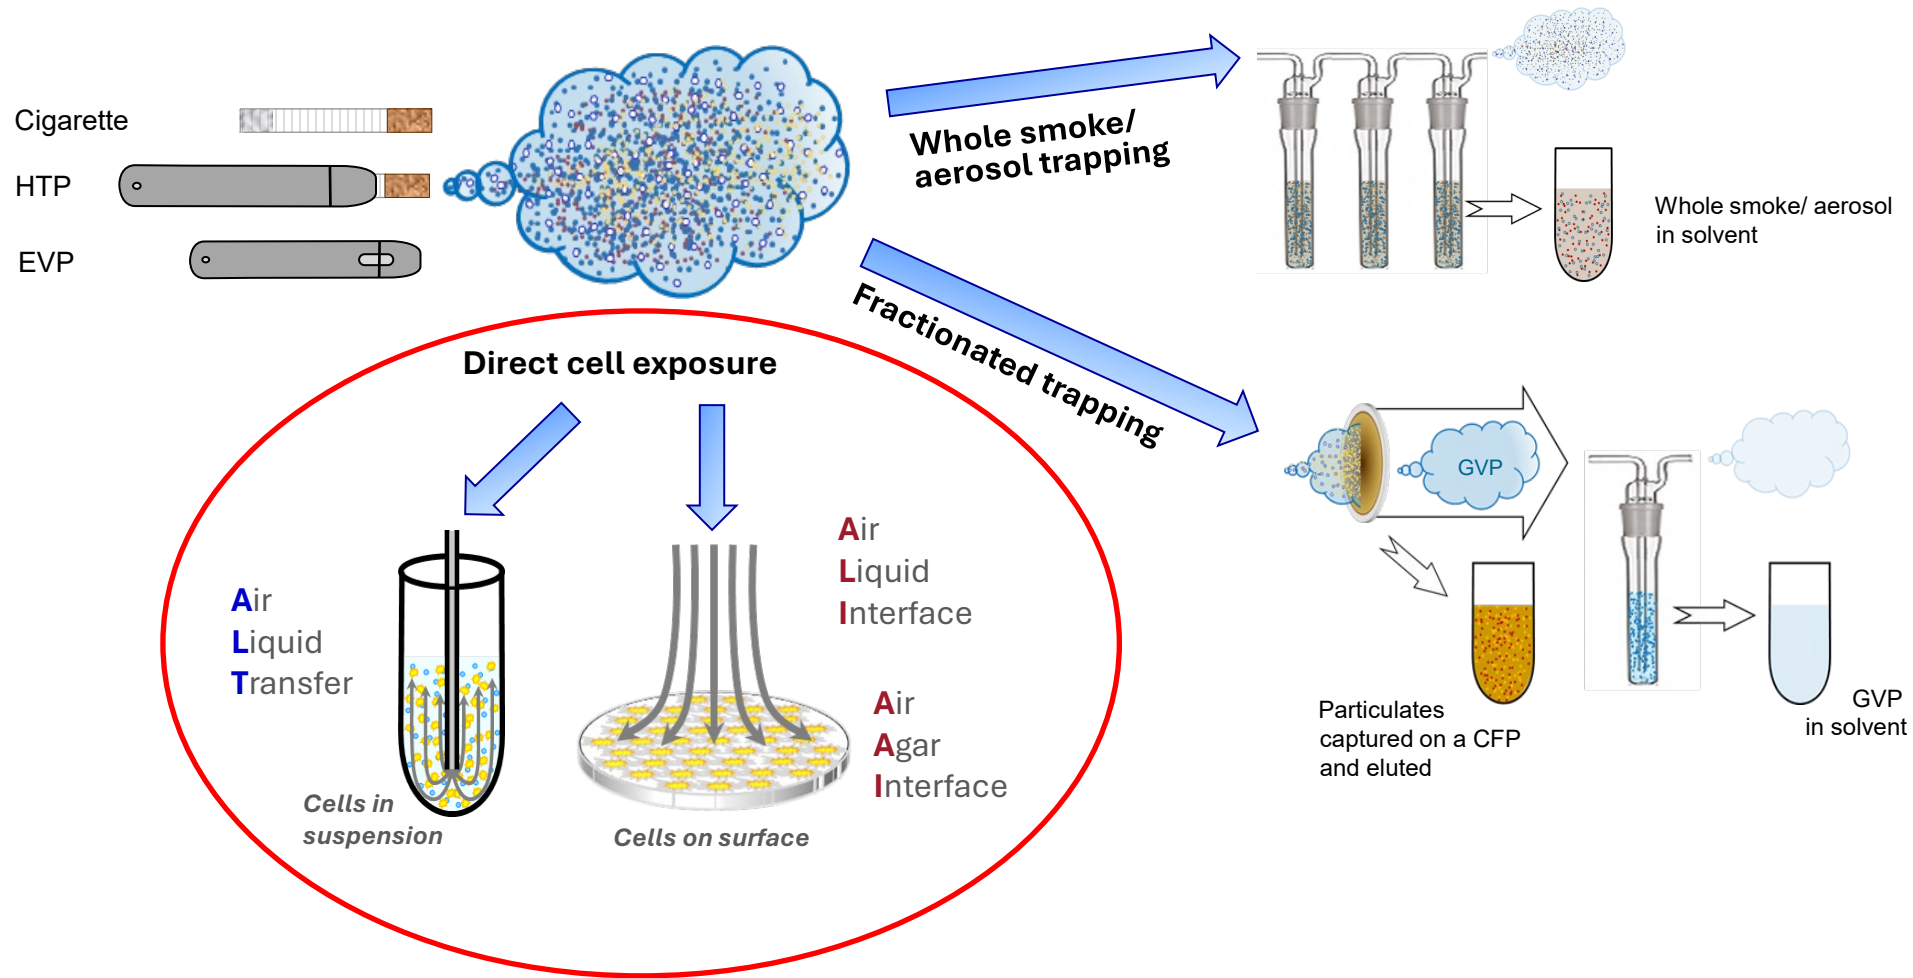 Cigarette
HTP
EVP
Whole smoke/
aerosol trapping
Whole smoke/ aerosol
in solvent
Fractionated trapping
GVP
Particulates
captured on a CFP
and eluted
GVP
in solvent
Direct cell exposure
Air
Liquid
Transfer
Cells in
suspension
Air
Liquid
Interface
Air
Agar
Interface
Cells on surface